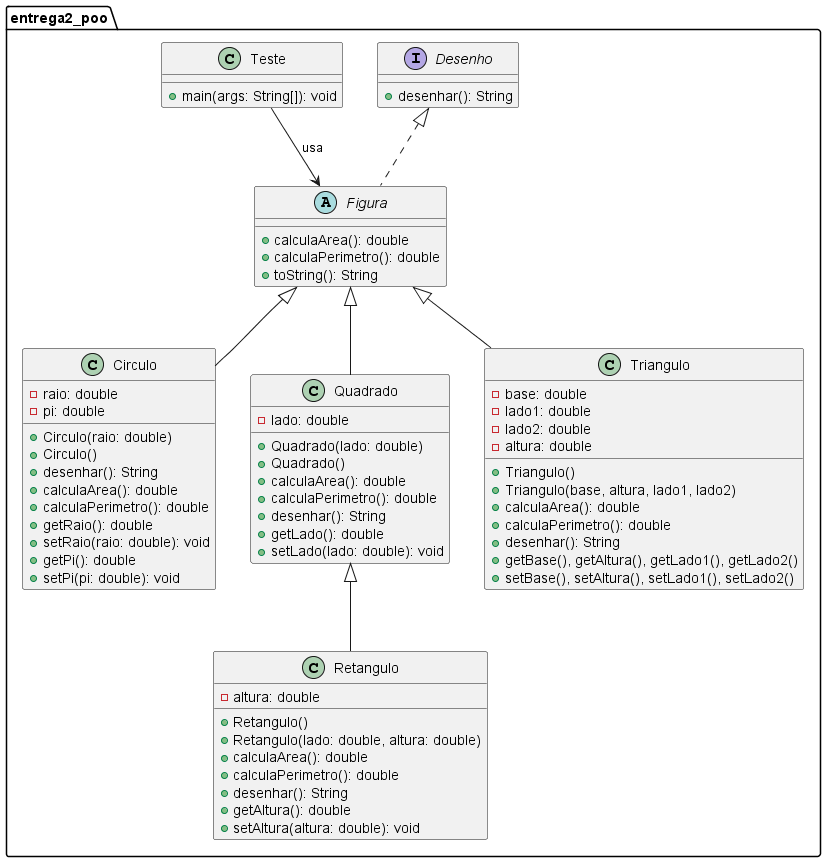 entrega2_poo
C Teste
main(args: String[]): void
I Desenho
desenhar(): String
usa
A Figura
calculaArea(): double
calculaPerimetro(): double
toString(): String
C Circulo
raio: double
pi: double
Circulo(raio: double)
Circulo()
desenhar(): String
calculaArea(): double
calculaPerimetro(): double
getRaio(): double
setRaio(raio: double): void
getPi(): double
setPi(pi: double): void
C Quadrado
lado: double
Quadrado(lado: double)
Quadrado()
calculaArea(): double
calculaPerimetro(): double
desenhar(): String
getLado(): double
setLado(lado: double): void
C Triangulo
base: double
lado1: double
lado2: double
altura: double
Triangulo()
Triangulo(base, altura, lado1, lado2)
calculaArea(): double
calculaPerimetro(): double
desenhar(): String
getBase(), getAltura(), getLado1(), getLado2()
setBase(), setAltura(), setLado1(), setLado2()
C Retangulo
altura: double
Retangulo()
Retangulo(lado: double, altura: double)
calculaArea(): double
calculaPerimetro(): double
desenhar(): String
getAltura(): double
setAltura(altura: double): void